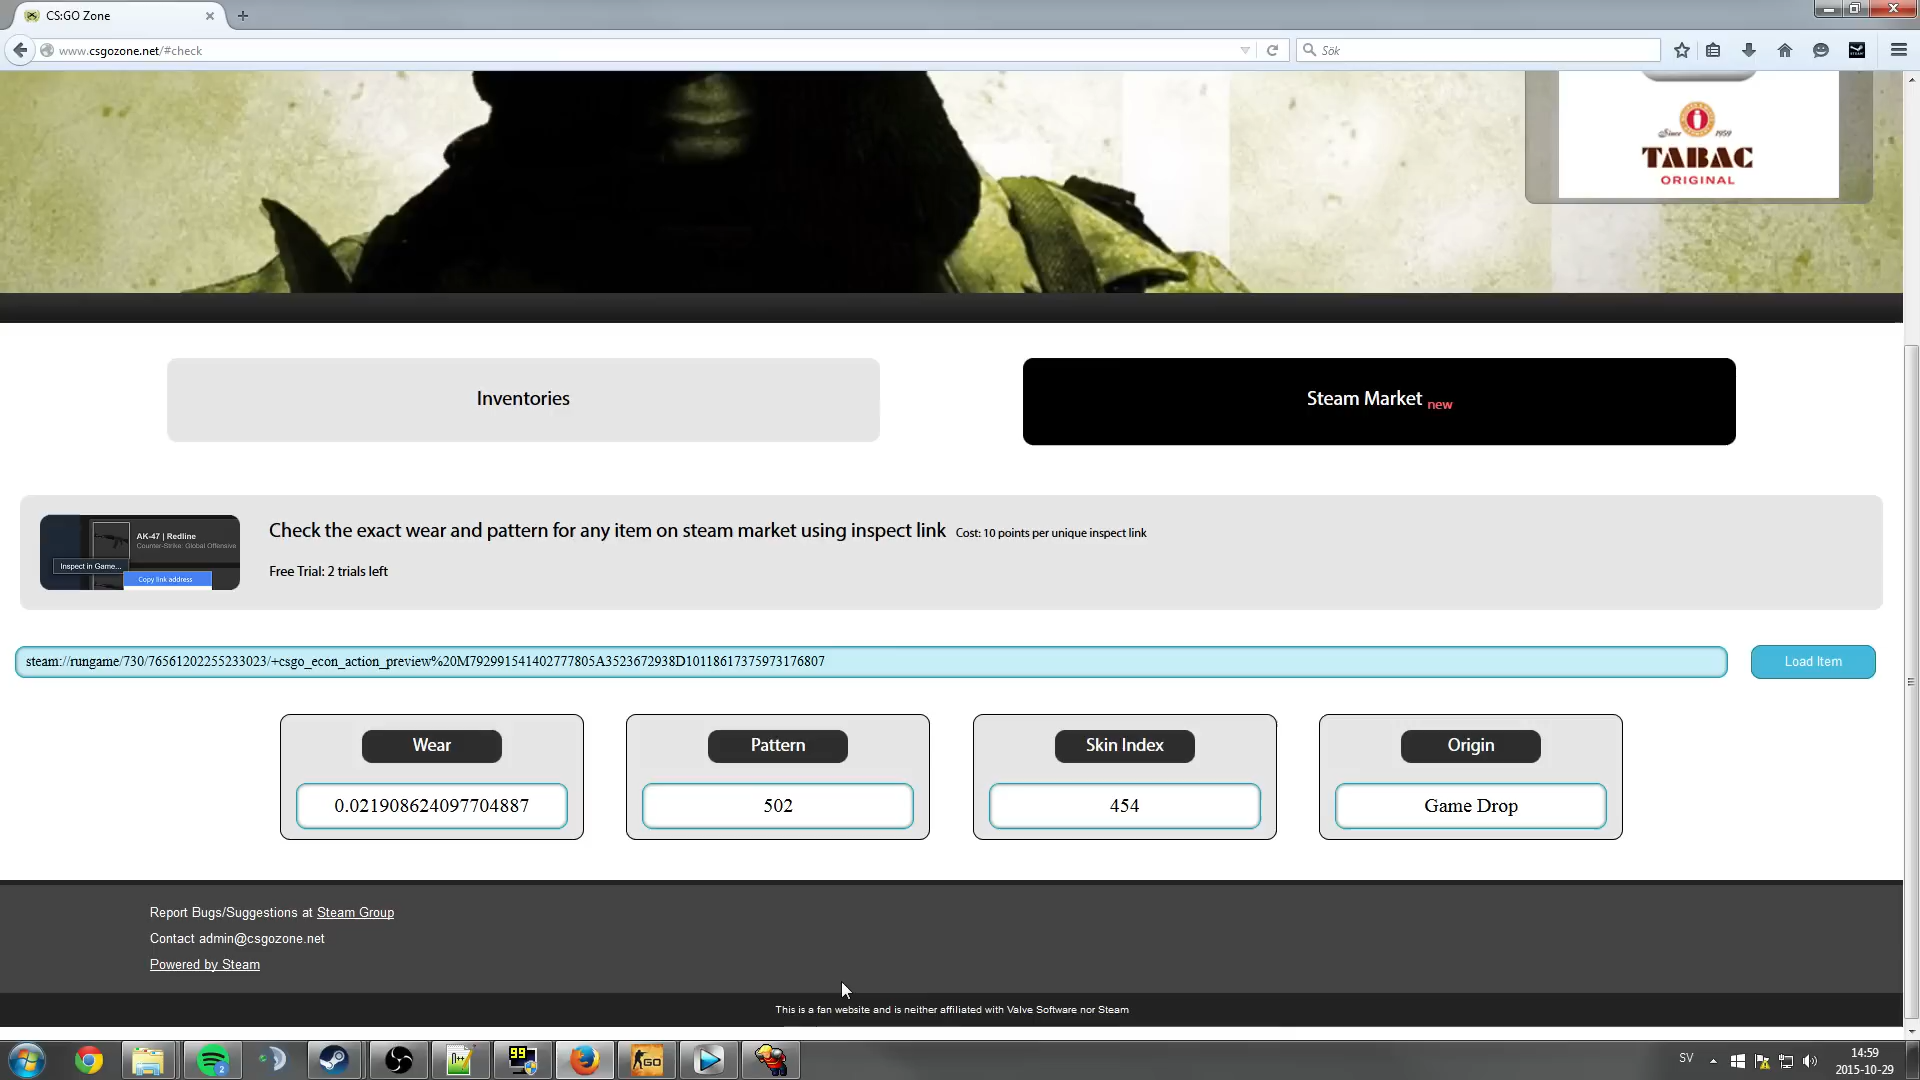 CS:GO Zone
www.csgozone.net/#check
Sök
Since 1959
TABAC
ORIGINAL
Inventories
Steam Market new
AK-47 | Redline
Counter-Strike: Global Offensive
Inspect in Game...
Copy link address
Check the exact wear and pattern for any item on steam market using inspect link Cost: 10 points per unique inspect link
Free Trial: 2 trials left
steam://rungame/730/76561202255233023/+csgo_econ_action_preview%20M792991541402777805A3523672938D10118617375973176807
Load Item
Wear
Pattern
Skin Index
Origin
0.021908624097704887
502
454
Game Drop
Report Bugs/Suggestions at Steam Group
Contact admin@csgozone.net
Powered by Steam
This is a fan website and is neither affiliated with Valve Software nor Steam
2
99
GO
SV
14:59
2015-10-29